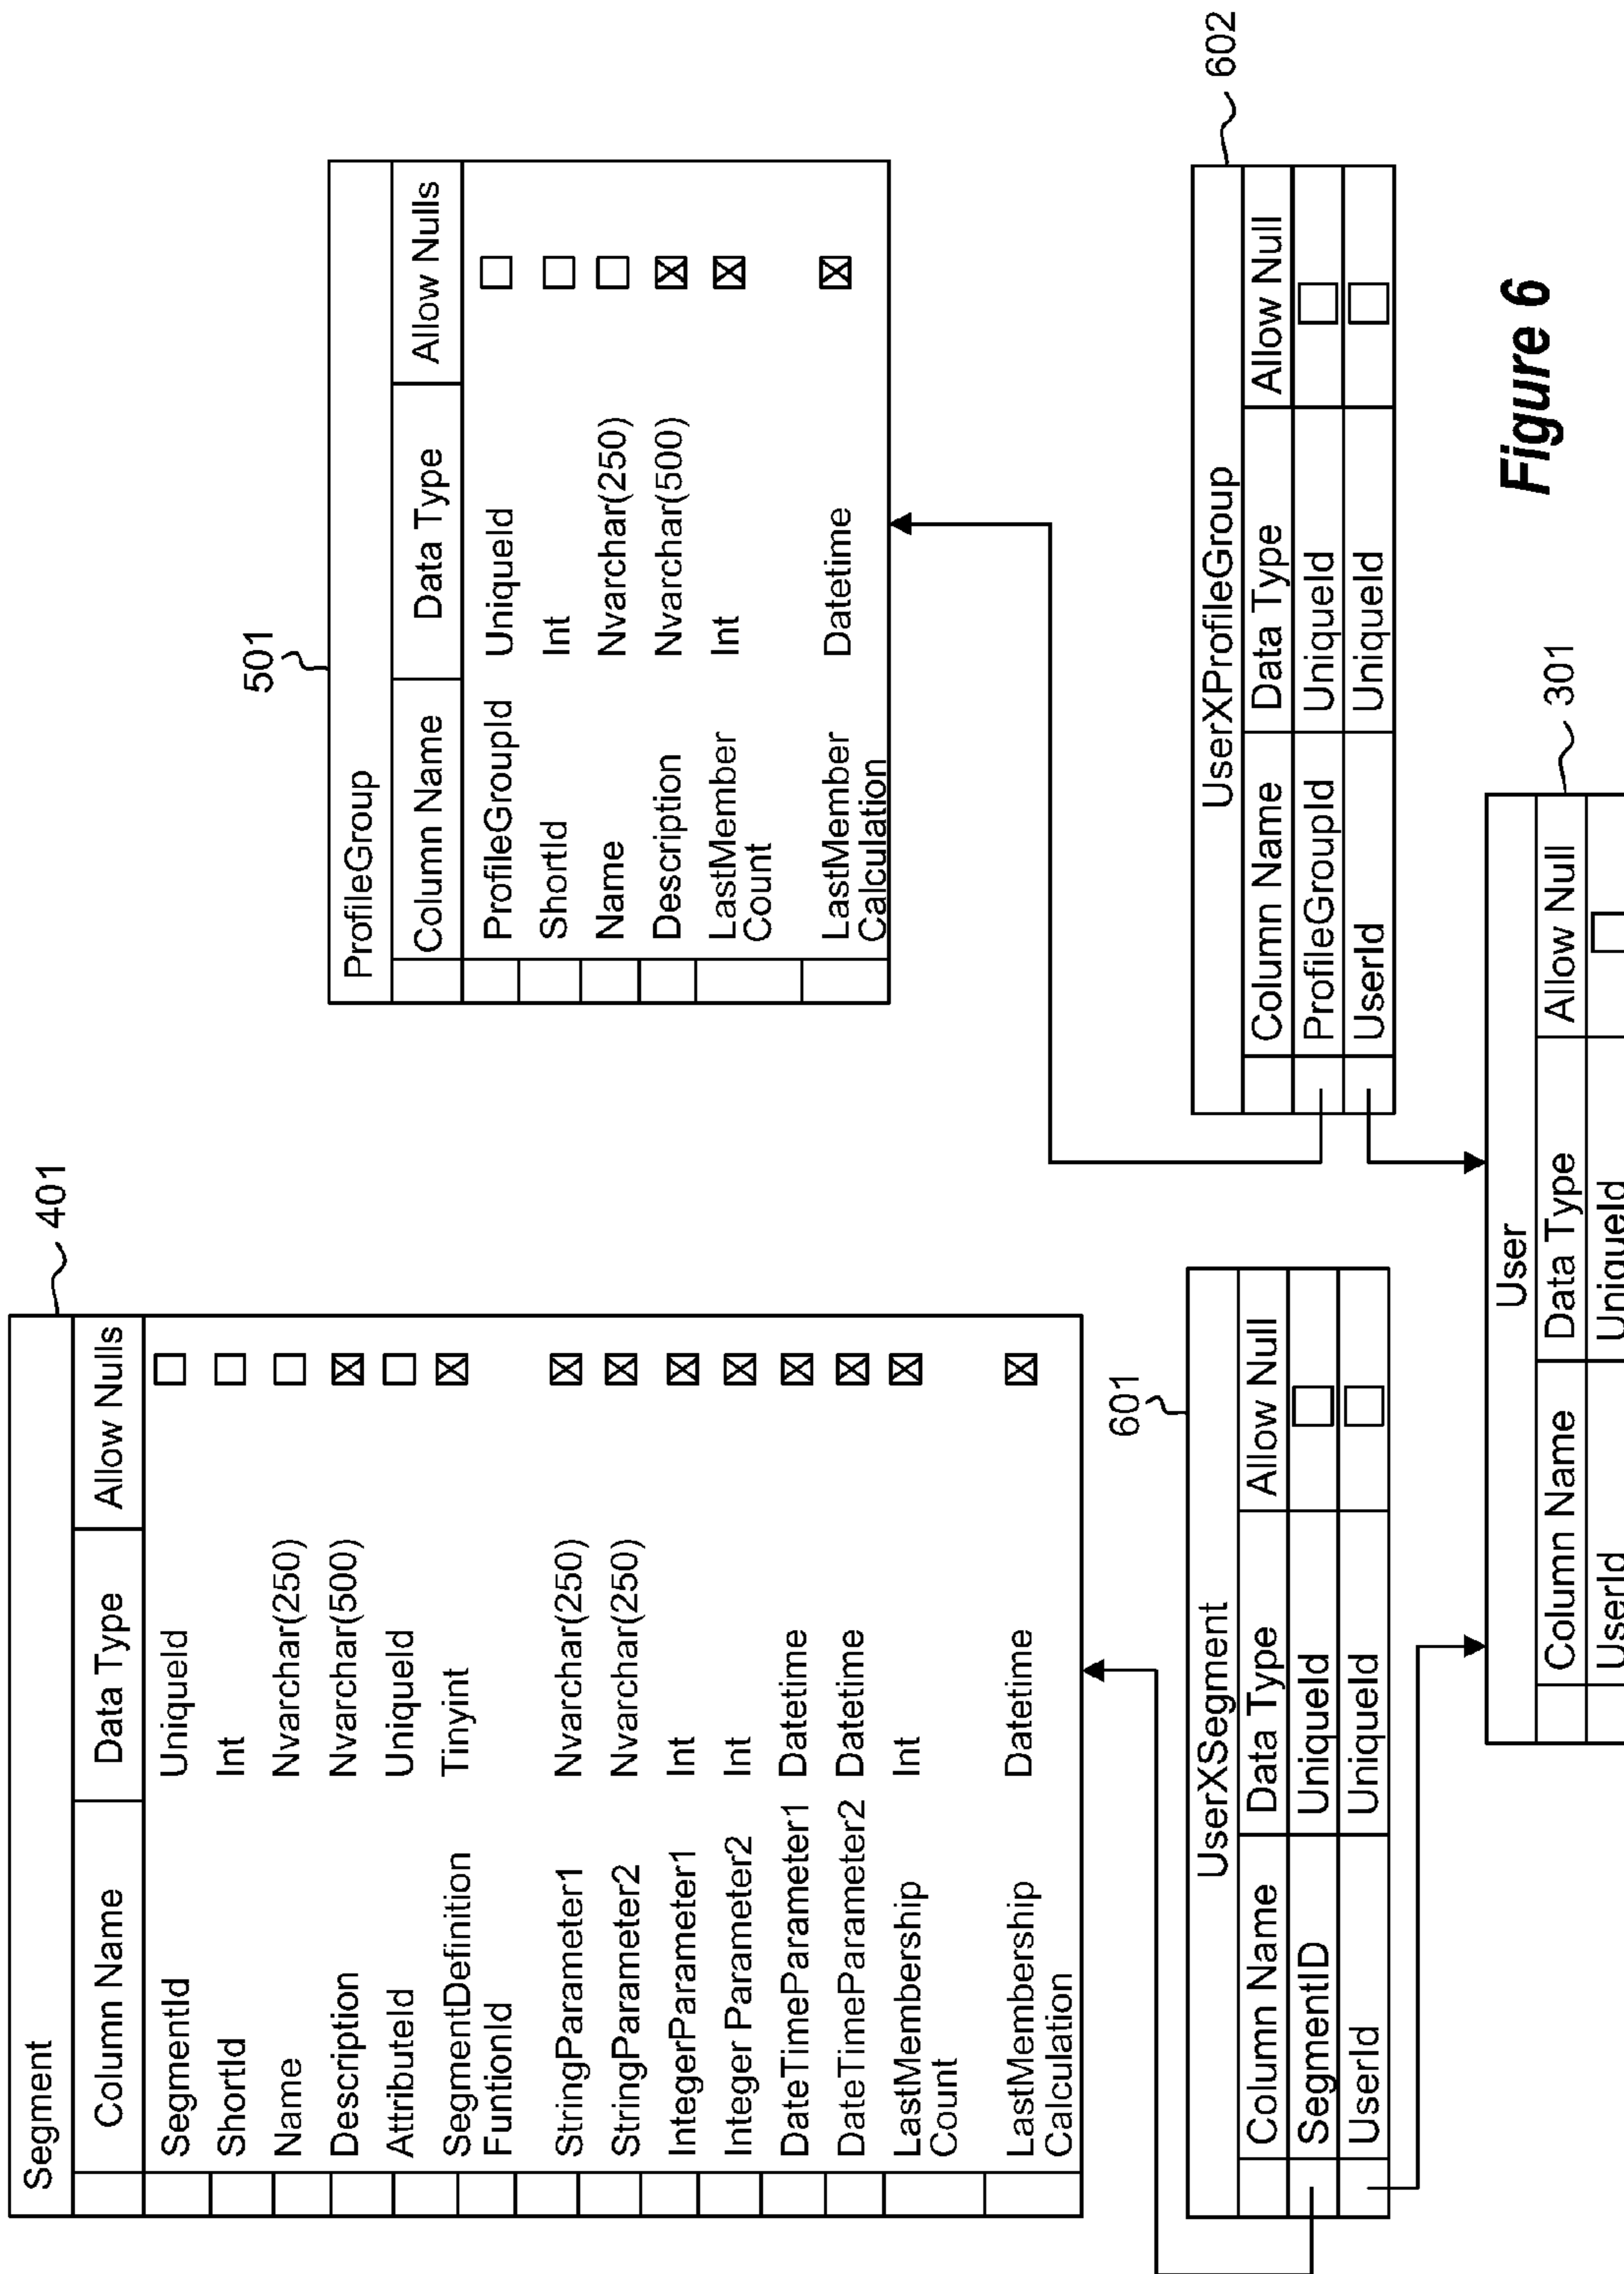 Segment
401
Column Name Data Type Allow Nulls
SegmentId UniqueId
ShortId Int
Name Nvarchar(250)
Description Nvarchar(500)
AttributeId UniqueId
SegmentDefinition Tinyint
FuntionId
StringParameter1 Nvarchar(250)
StringParameter2 Nvarchar(250)
IntegerParameter1 Int
Integer Parameter2 Int
DateTimeParameter1 Datetime
DateTimeParameter2 Datetime
LastMembership Int
Count
LastMembership Datetime
Calculation
501
ProfileGroup
Column Name Data Type Allow Nulls
ProfileGroupId UniqueId
ShortId Int
Name Nvarchar(250)
Description Nvarchar(500)
LastMember Int
Count
LastMember Datetime
Calculation
601
UserXSegment
Column Name Data Type Allow Null
SegmentID UniqueId
UserId UniqueId
602
UserXProfileGroup
Column Name Data Type Allow Null
ProfileGroupId UniqueId
UserId UniqueId
301
User
Column Name Data Type Allow Null
UserId UniqueId
Figure 6